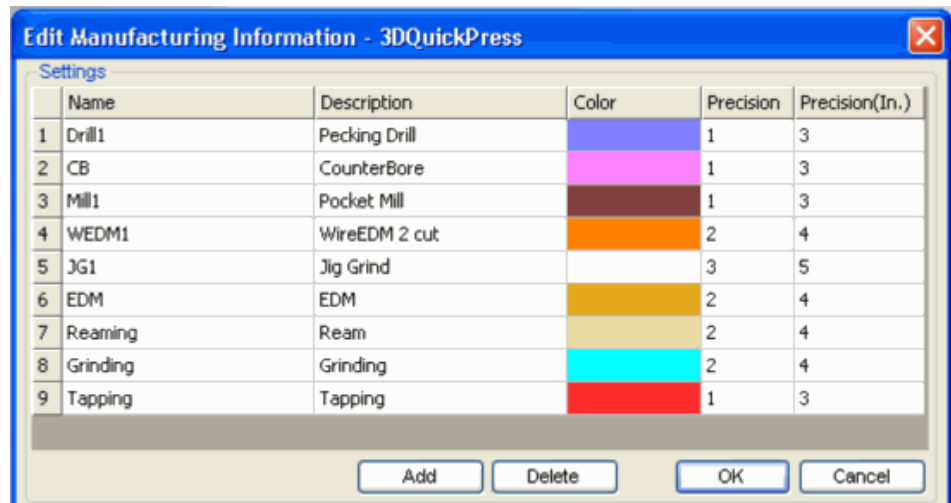 Edit Manufacturing Information - 3DQuickPress
Settings
Name Description Color Precision Precision(In.)
1 Drill1 Pecking Drill 1 3
2 CB CounterBore 1 3
3 Mill1 Pocket Mill 1 3
4 WEDM1 WireEDM 2 cut 2 4
5 JG1 Jig Grind 3 5
6 EDM EDM 2 4
7 Reaming Ream 2 4
8 Grinding Grinding 2 4
9 Tapping Tapping 1 3
Add Delete OK Cancel